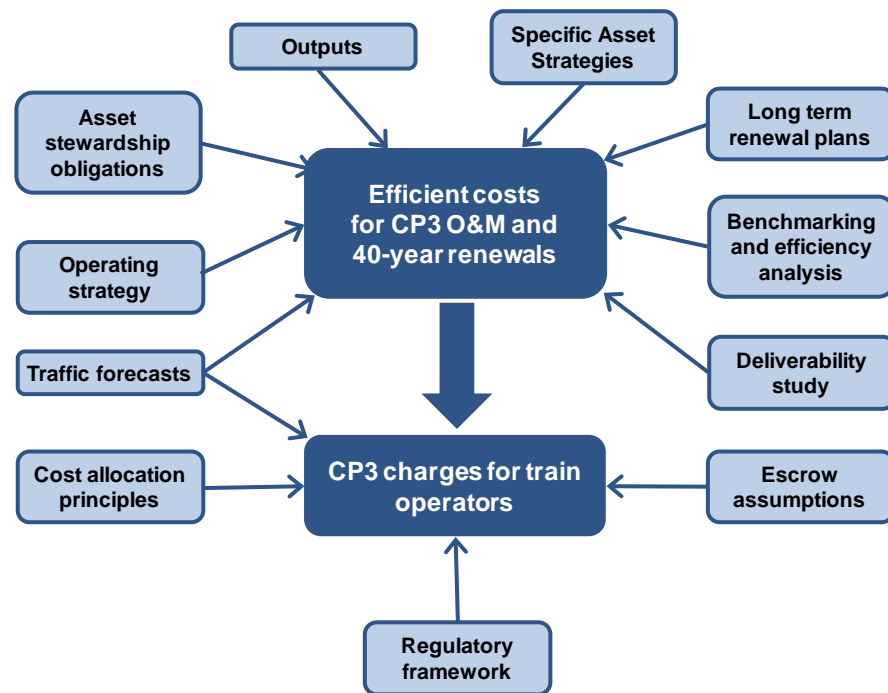 Outputs
Specific Asset
Strategies
Asset
stewardship
obligations
Long term
renewal plans
Efficient costs
for CP3 O&M and
40-year renewals
Benchmarking
and efficiency
analysis
Operating
strategy
Traffic forecasts
Deliverability
study
Cost allocation
principles
CP3 charges for train
operators
Escrow
assumptions
Regulatory
framework